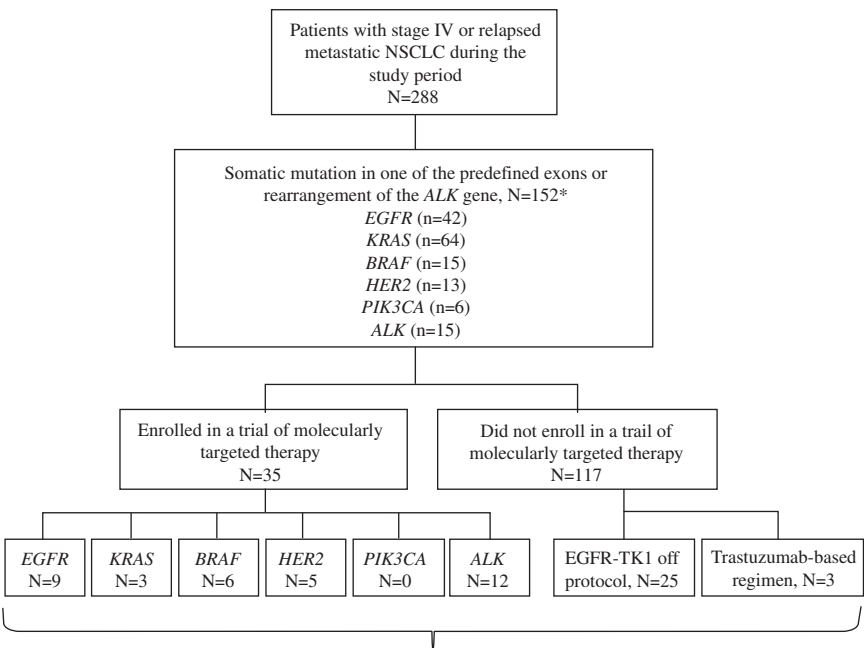 Patients with stage IV or relapsed
metastatic NSCLC during the
study period
N=288
Somatic mutation in one of the predefined exons or
rearrangement of the ALK gene, N=152*
EGFR (n=42)
KRAS (n=64)
BRAF (n=15)
HER2 (n=13)
PIK3CA (n=6)
ALK (n=15)
Enrolled in a trial of molecularly
targeted therapy
N=35
Did not enroll in a trail of
molecularly targeted therapy
N=117
EGFR
N=9
KRAS
N=3
BRAF
N=6
HER2
N=5
PIK3CA
N=0
ALK
N=12
EGFR-TK1 off
protocol, N=25
Trastuzumab-based
regimen, N=3